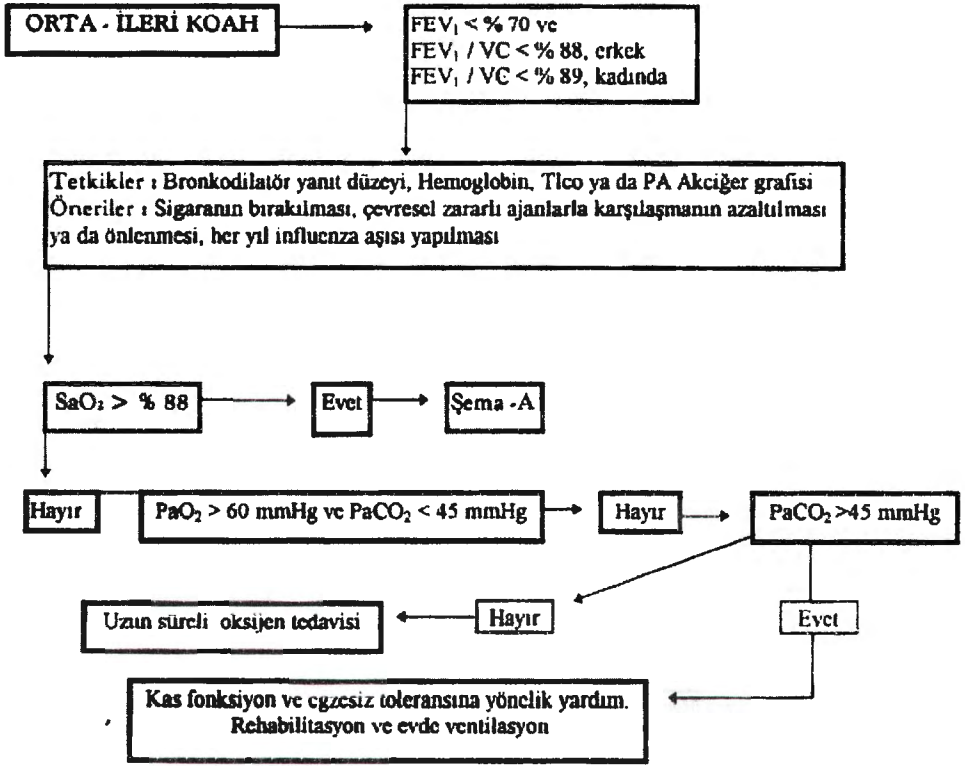 ORTA - İLERİ KOAH
FEV₁ < % 70 ve
FEV₁ / VC < % 88, erkek
FEV₁ / VC < % 89, kadında
Tetkikler : Bronkodilatör yanıt düzeyi, Hemoglobin, Tlco ya da PA Akciğer grafisi
Öneriler : Sigaranın bırakılması, çevresel zararlı ajanlarla karşılaşmanın azaltılması
ya da önlenmesi, her yıl influenza aşısı yapılması
SaO₂ > % 88
Evet
Şema -A
Hayır
PaO₂ > 60 mmHg ve PaCO₂ < 45 mmHg
Hayır
PaCO₂ >45 mmHg
Uzun süreli oksijen tedavisi
Hayır
Evet
Kas fonksiyon ve egzesiz toleransına yönelik yardım.
Rehabilitasyon ve evde ventilasyon